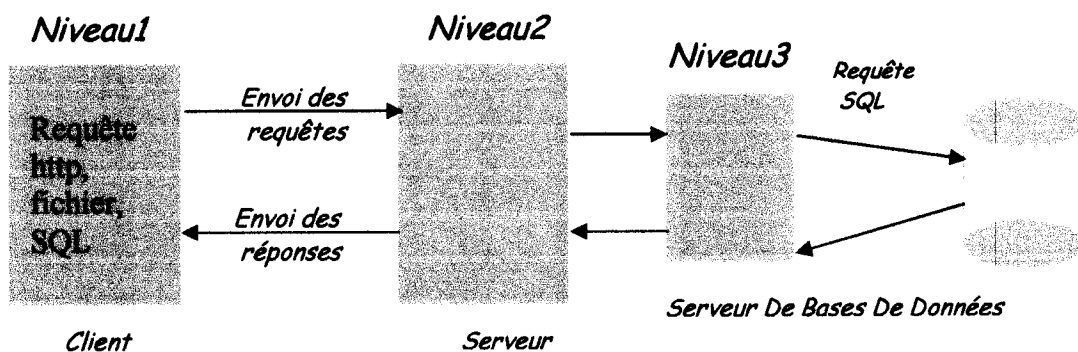 Niveau1
Niveau2
Niveau3
Requête
SQL
Envoi des
requêtes
Requête
http,
fichier,
SQL
Envoi des
réponses
Client
Serveur
Serveur De Bases De Données